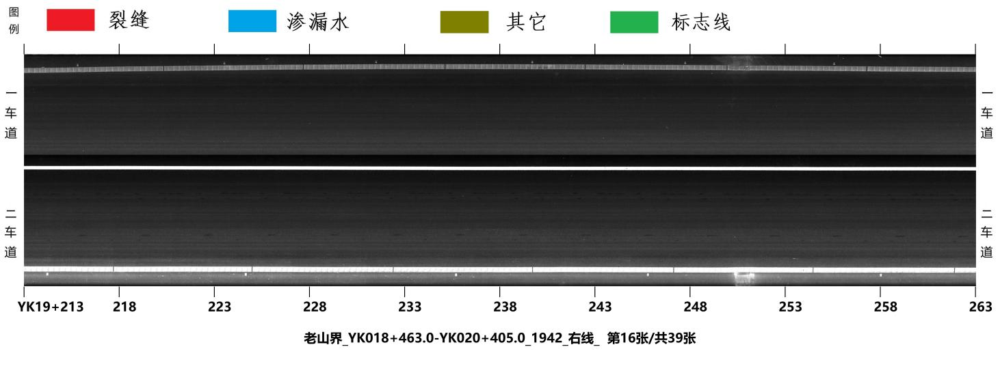 图例
裂缝 渗漏水 其它 标志线
一车道 一车道
二车道 二车道
YK19+213 218 223 228 233 238 243 248 253 258 263
老山界_YK018+463.0-YK020+405.0_1942_右线_ 第16张/共39张